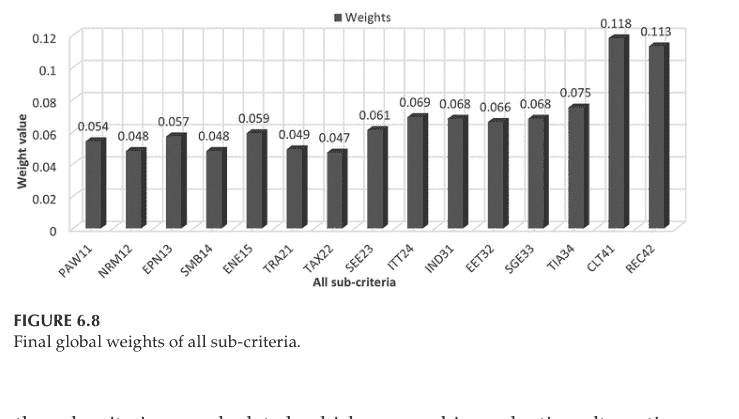 Weights
0.12
0.1
0.08
0.06
0.04
0.02
0
Weight value
0.054
0.048
0.057
0.048
0.059
0.049
0.047
0.061
0.069
0.068
0.066
0.068
0.075
0.118
0.113
PAW11
NRM12
EPN13
SMB14
ENE15
TRA21
TAX22
SEE23
ITT24
IND31
EET32
SGE33
TIA34
CLT41
REC42
All sub-criteria
FIGURE 6.8
Final global weights of all sub-criteria.